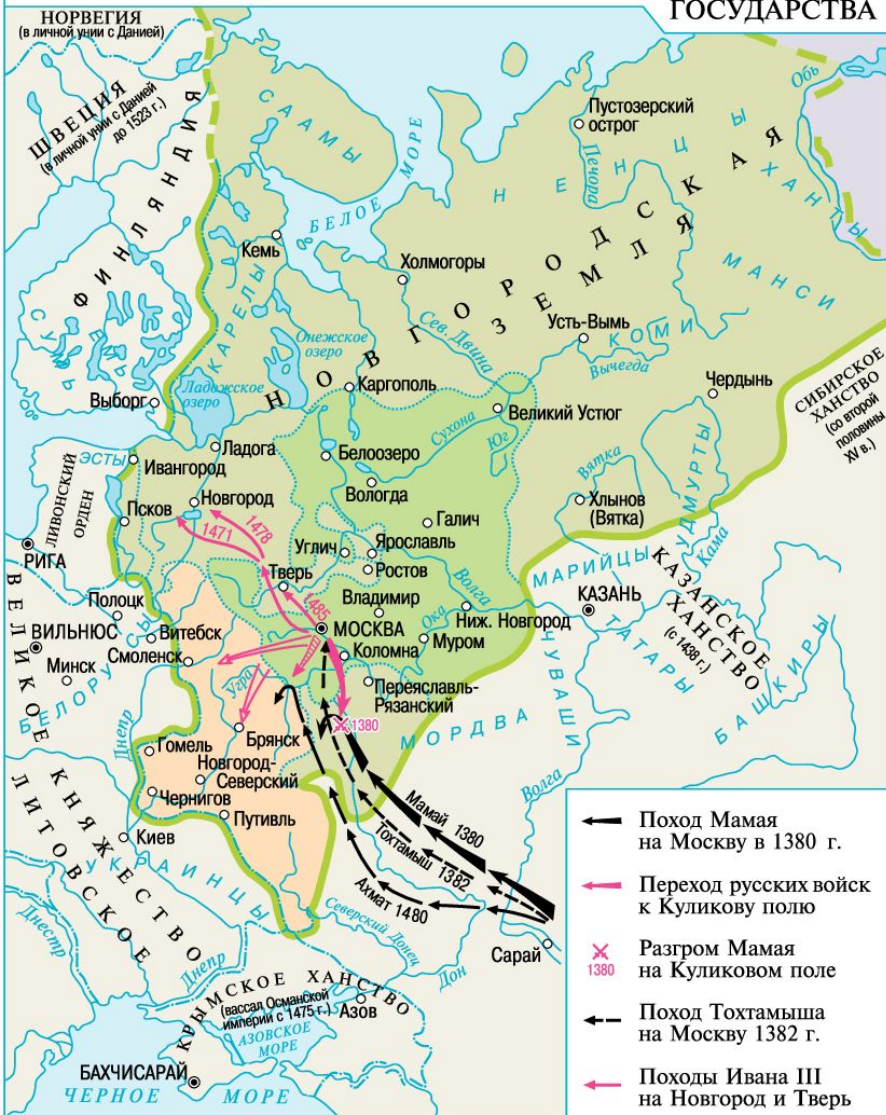 ГОСУДАРСТВА
НОРВЕГИЯ
(в личной унии с Данией)
ШВЕЦИЯ
(в личной унии с Данией
до 1523 г.)
ФИНЛЯНДИЯ
СУМЬ
СААМЫ
БЕЛОЕ МОРЕ
Пустозерский
острог
Обь
Печора
НЕНЦЫ
ХАНТЫ
МАНСИ
НОВГОРОДСКАЯ
ЗЕМЛЯ
Кемь
Холмогоры
КАРЕЛЫ
Онежское
озеро
Сев. Двина
Усть-Вымь
КОМИ
Вычегда
Ладожское
озеро
Каргополь
Чердынь
СИБИРСКОЕ
ХАНСТВО
(со второй
половины
XV в.)
Выборг
Великий Устюг
Сухона
Юг
Ладога
Белоозеро
Вятка
ЭСТЫ
Ивангород
Вологда
УДМУРТЫ
ЛИВОНСКИЙ
ОРДЕН
Новгород
Хлынов
(Вятка)
Псков
1478
1471
Галич
Кама
РИГА
Углич
Ярославль
Ростов
Тверь
Волга
МАРИЙЦЫ
КАЗАНЬ
КАЗАНСКОЕ
ХАНСТВО
(с 1438 г.)
1485
Владимир
Ока
Ниж. Новгород
Полоцк
ВИЛЬНЮС
Витебск
МОСКВА
Муром
ЧУВАШИ
ТАТАРЫ
Смоленск
Коломна
Минск
БЕЛОРУСЫ
Угра
Переяславль-
Рязанский
БАШКИРЫ
1380
МОРДВА
Днепр
Брянск
Гомель
Новгород-
Северский
Чернигов
Путивль
Волга
ВЕЛИКОЕ
КНЯЖЕСТВО
ЛИТОВСКОЕ
Киев
УКРАИНЦЫ
Мамай 1380
Тохтамыш 1382
Ахмат 1480
Северский Донец
Дон
Сарай
Днестр
Днепр
КРЫМСКОЕ ХАНСТВО
(вассал Османской
империи с 1475 г.)
Азов
АЗОВСКОЕ
МОРЕ
БАХЧИСАРАЙ
ЧЕРНОЕ МОРЕ
Поход Мамая
на Москву в 1380 г.
Переход русских войск
к Куликову полю
1380
Разгром Мамая
на Куликовом поле
Поход Тохтамыша
на Москву 1382 г.
Походы Ивана III
на Новгород и Тверь